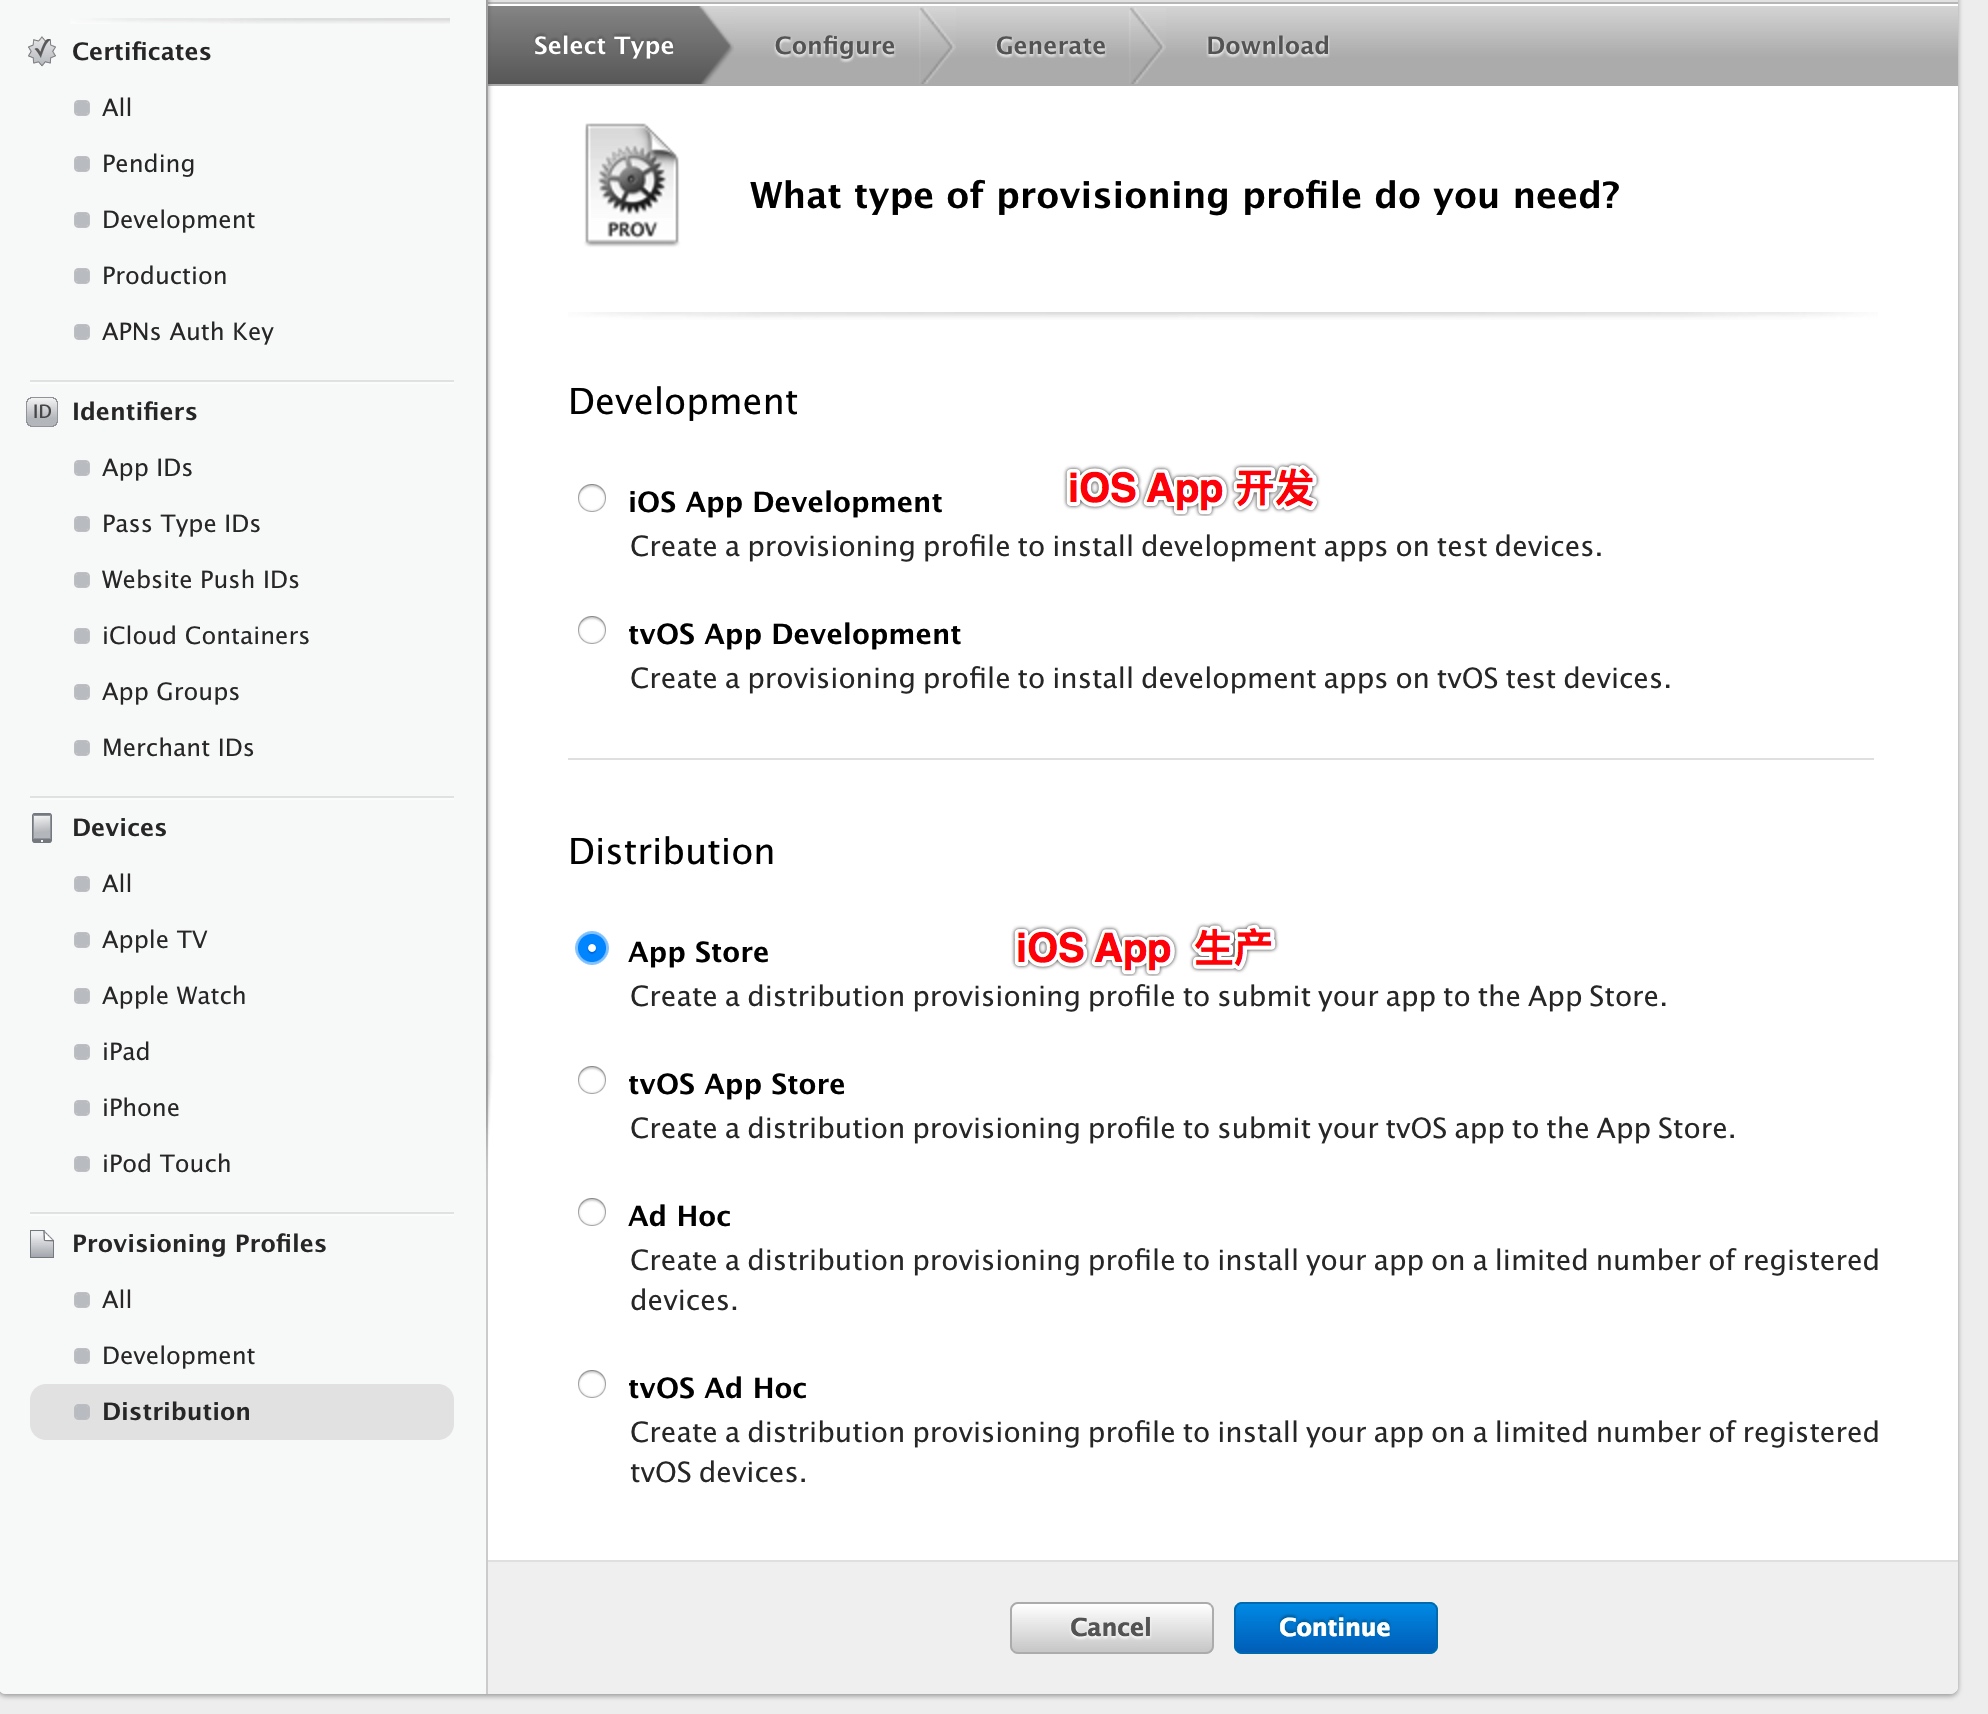 Certificates
All
Pending
Development
Production
APNs Auth Key
ID Identifiers
App IDs
Pass Type IDs
Website Push IDs
iCloud Containers
App Groups
Merchant IDs
Devices
All
Apple TV
Apple Watch
iPad
iPhone
iPod Touch
Provisioning Profiles
All
Development
Distribution
Select Type Configure Generate Download
PROV
What type of provisioning profile do you need?
Development
iOS App Development iOS App 开发
Create a provisioning profile to install development apps on test devices.
tvOS App Development
Create a provisioning profile to install development apps on tvOS test devices.
Distribution
App Store iOS App 生产
Create a distribution provisioning profile to submit your app to the App Store.
tvOS App Store
Create a distribution provisioning profile to submit your tvOS app to the App Store.
Ad Hoc
Create a distribution provisioning profile to install your app on a limited number of registered
devices.
tvOS Ad Hoc
Create a distribution provisioning profile to install your app on a limited number of registered
tvOS devices.
Cancel Continue